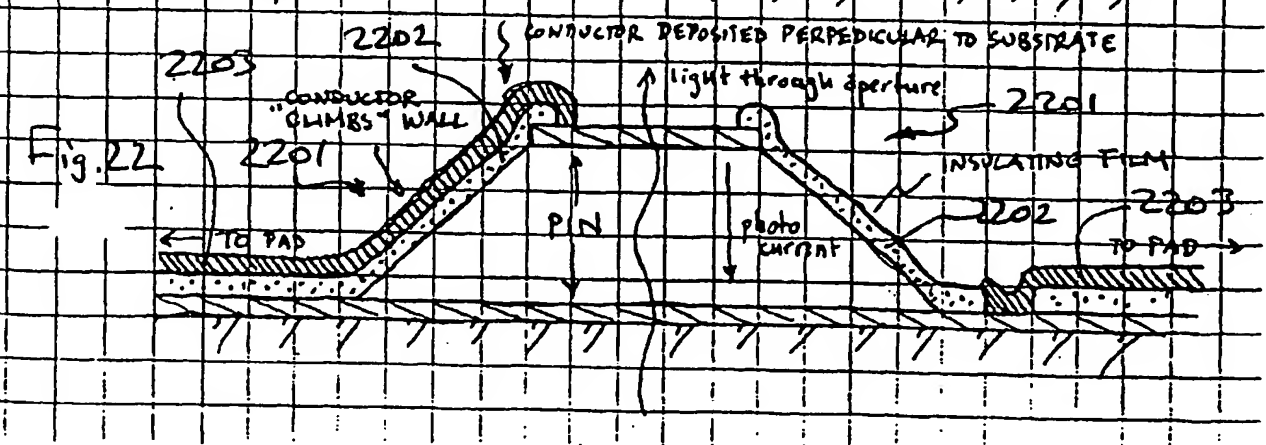 2202 CONDUCTOR DEPOSITED PERPEDICULAR TO SUBSTRATE
2203 light through aperture
"CONDUCTOR 2201
CLIMBS" WALL
Fig.22 2201 INSULATING FILM
2202 2203
← TO PAD PIN photo TO PAD →
current